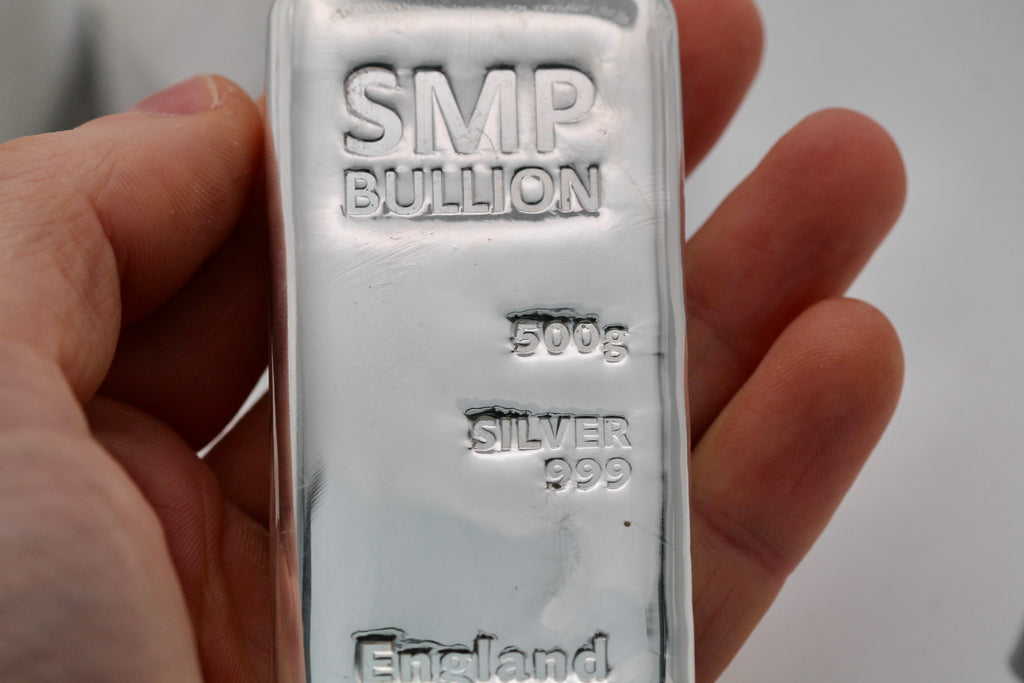 SMP
BULLION
500g
SILVER
999
England